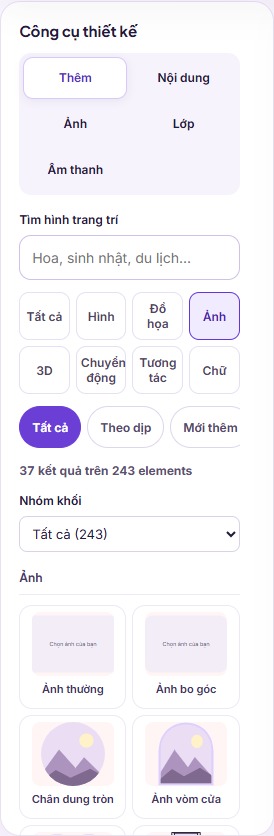 Công cụ thiết kế
Thêm
Nội dung
Ảnh
Lớp
Âm thanh
Tìm hình trang trí
Hoa, sinh nhật, du lịch...
Tất cả
Hình
Đồ
họa
Ảnh
3D
Chuyển
động
Tương
tác
Chữ
Tất cả
Theo dịp
Mới thêm
37 kết quả trên 243 elements
Nhóm khối
Tất cả (243)
Ảnh
Chọn ảnh của bạn
Chọn ảnh của bạn
Ảnh thường
Ảnh bo góc
Chân dung tròn
Ảnh vòm cửa